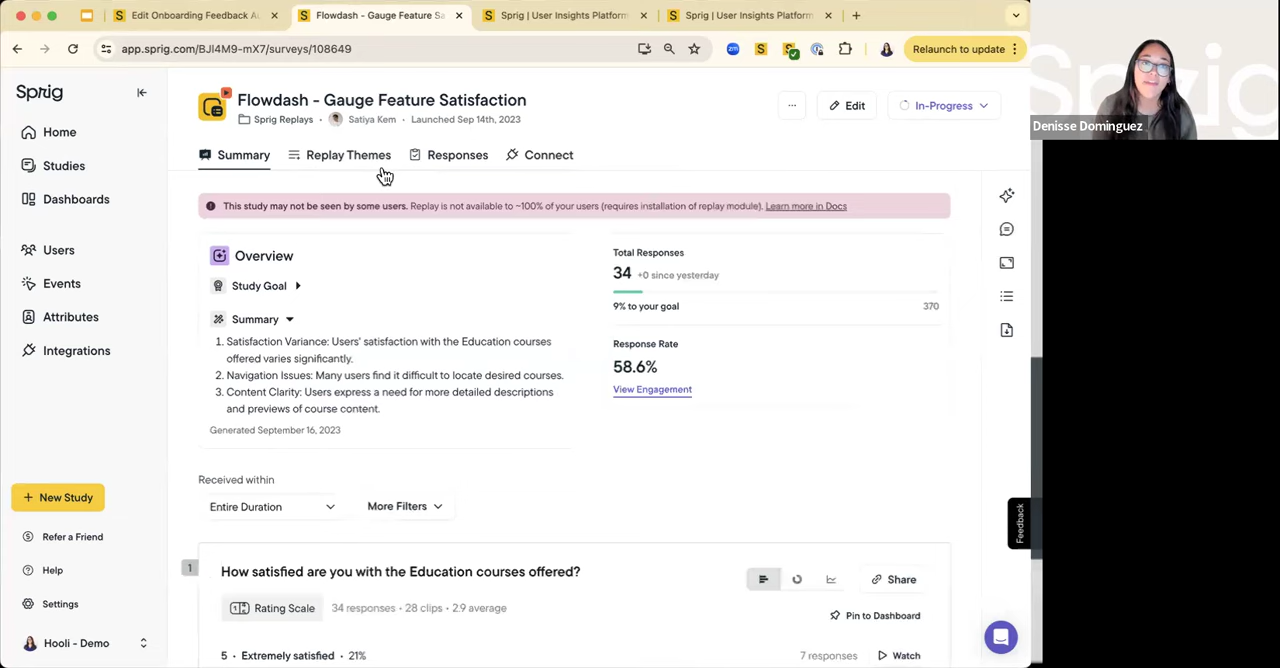 Edit Onboarding Feedback Au
Flowdash - Gauge Feature Sa
Sprig | User Insights Platform
Sprig | User Insights Platform
app.sprig.com/BJl4M9-mX7/surveys/108649
Relaunch to update
Sprig
Home
Studies
Dashboards
Users
Events
Attributes
Integrations
New Study
Refer a Friend
Help
Settings
Hooli - Demo
Flowdash - Gauge Feature Satisfaction
Sprig Replays • Satiya Kem • Launched Sep 14th, 2023
Edit
In-Progress
Summary
Replay Themes
Responses
Connect
This study may not be seen by some users. Replay is not available to ~100% of your users (requires installation of replay module). Learn more in Docs
Overview
Study Goal
Summary
1. Satisfaction Variance: Users' satisfaction with the Education courses
offered varies significantly.
2. Navigation Issues: Many users find it difficult to locate desired courses.
3. Content Clarity: Users express a need for more detailed descriptions
and previews of course content.
Generated September 16, 2023
Total Responses
34 +0 since yesterday
9% to your goal 370
Response Rate
58.6%
View Engagement
Received within
Entire Duration
More Filters
1
How satisfied are you with the Education courses offered?
Share
Rating Scale
34 responses • 28 clips • 2.9 average
Pin to Dashboard
5 • Extremely satisfied • 21%
7 responses
Watch
Feedback
Sprig
Denisse Dominguez